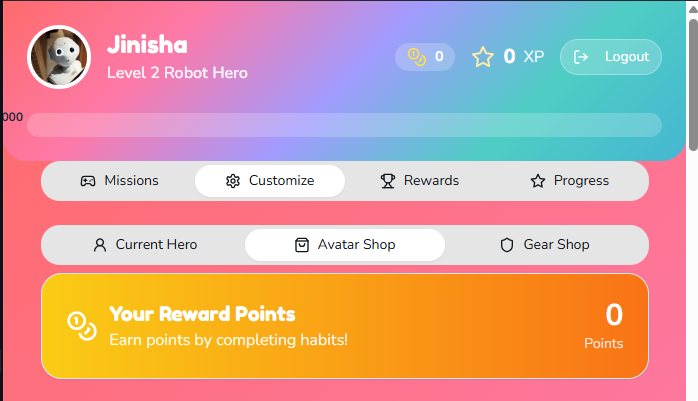 Jinisha
Level 2 Robot Hero
0
0 XP
Logout
000
Missions
Customize
Rewards
Progress
Current Hero
Avatar Shop
Gear Shop
Your Reward Points
Earn points by completing habits!
0
Points